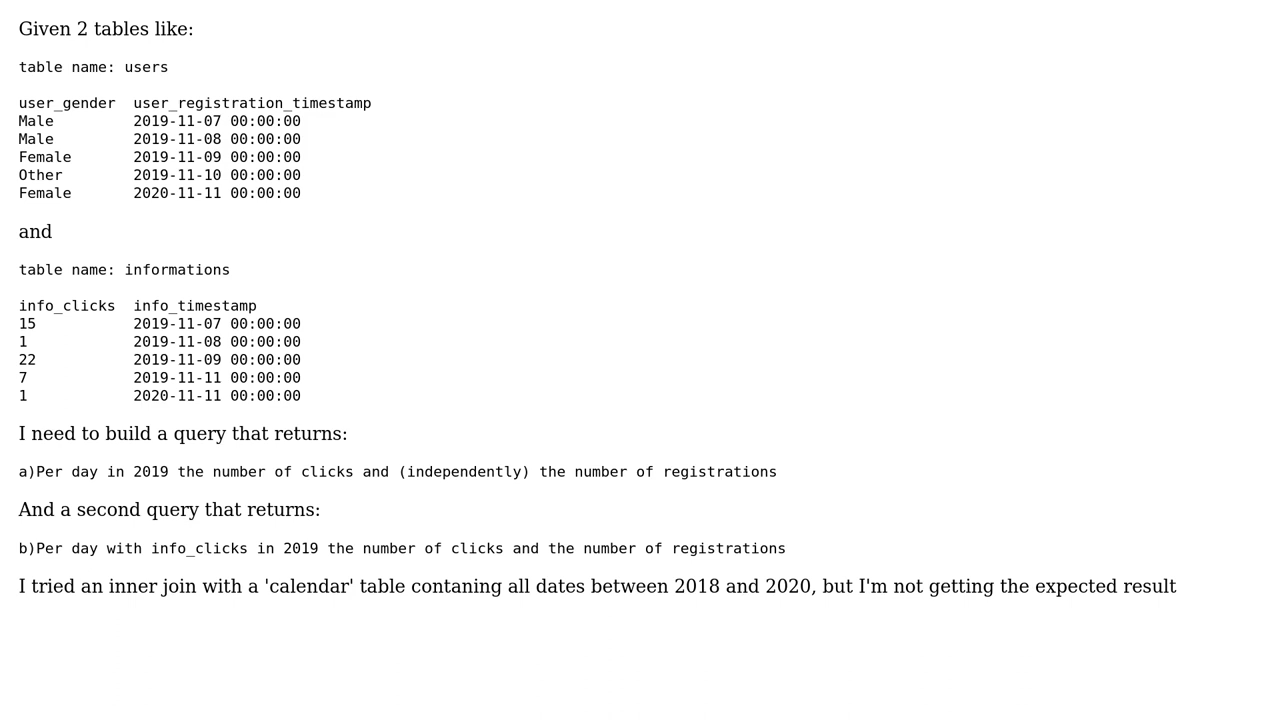 Given 2 tables like:
table name: users
user_gender  user_registration_timestamp
Male         2019-11-07 00:00:00
Male         2019-11-08 00:00:00
Female       2019-11-09 00:00:00
Other        2019-11-10 00:00:00
Female       2020-11-11 00:00:00
and
table name: informations
info_clicks  info_timestamp
15           2019-11-07 00:00:00
1            2019-11-08 00:00:00
22           2019-11-09 00:00:00
7            2019-11-11 00:00:00
1            2020-11-11 00:00:00
I need to build a query that returns:
a)Per day in 2019 the number of clicks and (independently) the number of registrations
And a second query that returns:
b)Per day with info_clicks in 2019 the number of clicks and the number of registrations
I tried an inner join with a 'calendar' table contaning all dates between 2018 and 2020, but I'm not getting the expected result